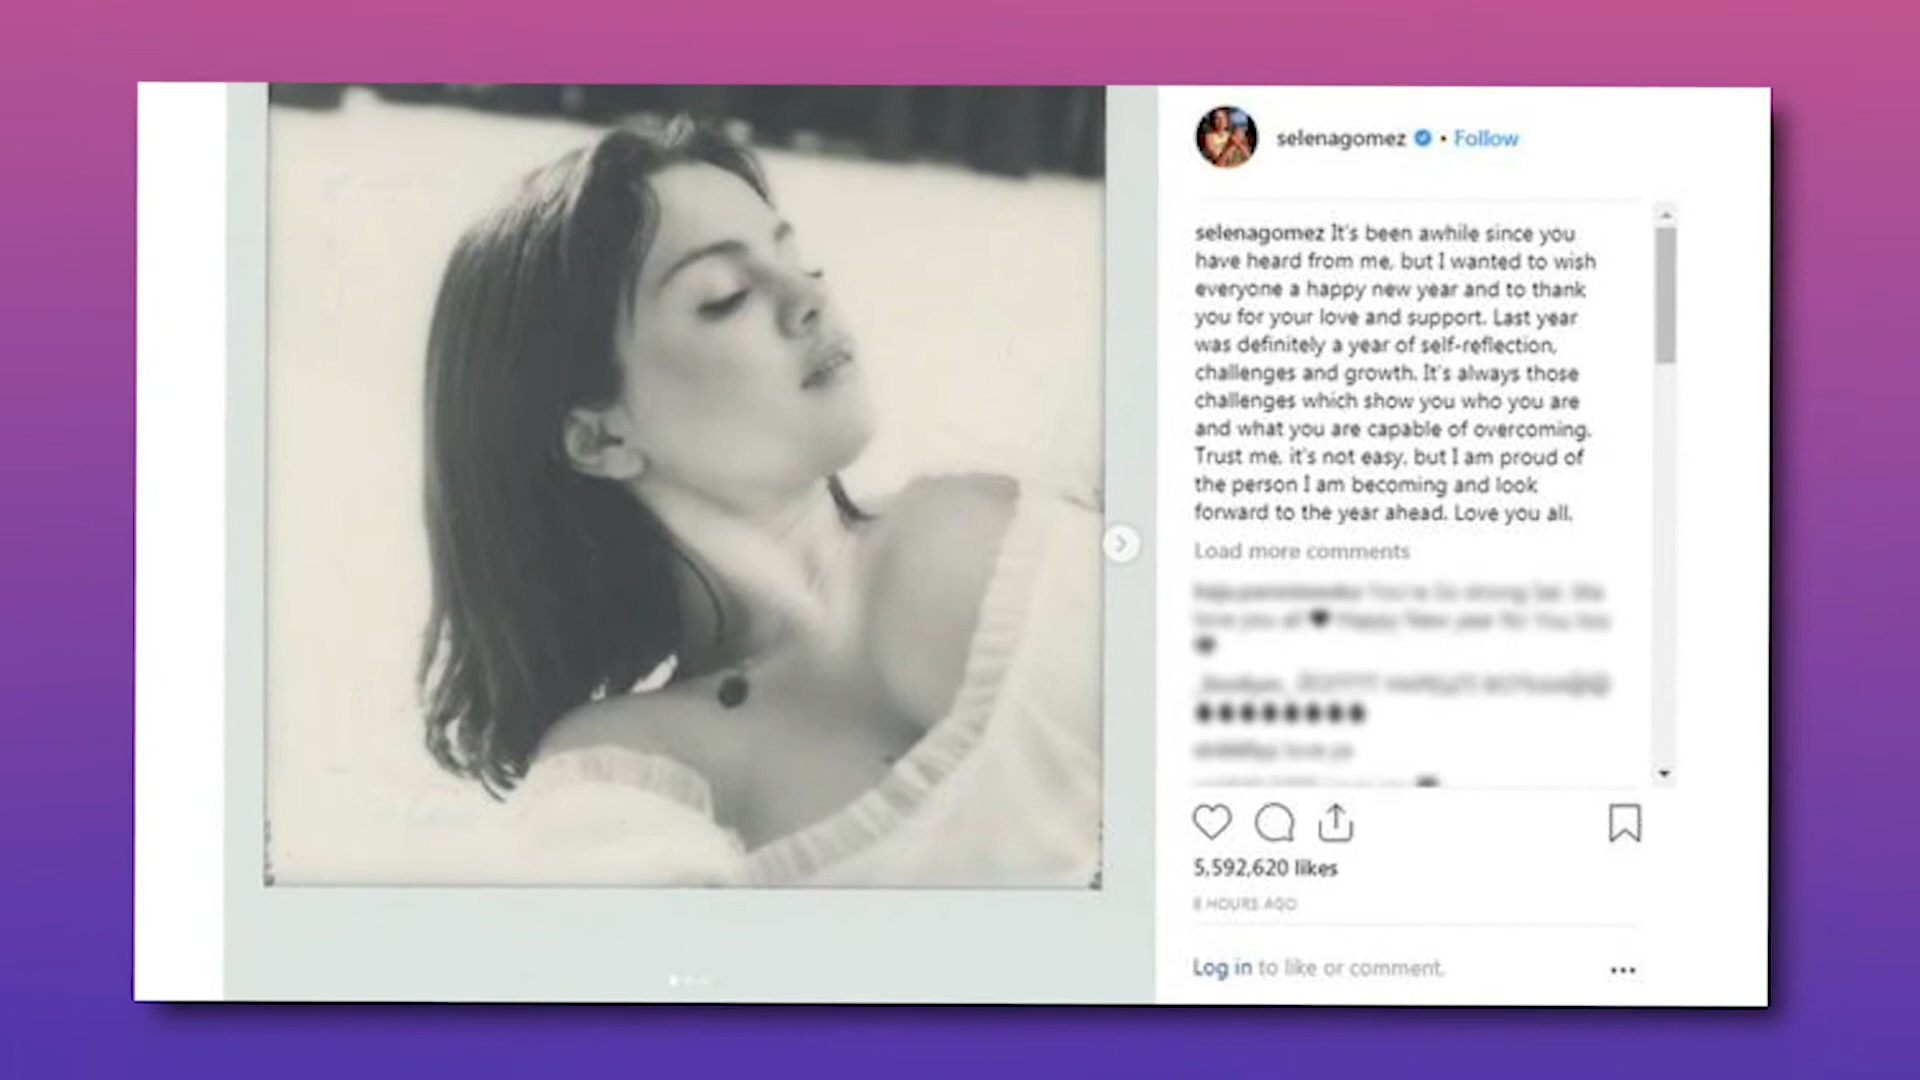 selenagomez • Follow
selenagomez It's been awhile since you
have heard from me, but I wanted to wish
everyone a happy new year and to thank
you for your love and support. Last year
was definitely a year of self-reflection,
challenges and growth. It's always those
challenges which show you who you are
and what you are capable of overcoming.
Trust me, it's not easy, but I am proud of
the person I am becoming and look
forward to the year ahead. Love you all.
Load more comments
5,592,620 likes
8 HOURS AGO
Log in to like or comment.